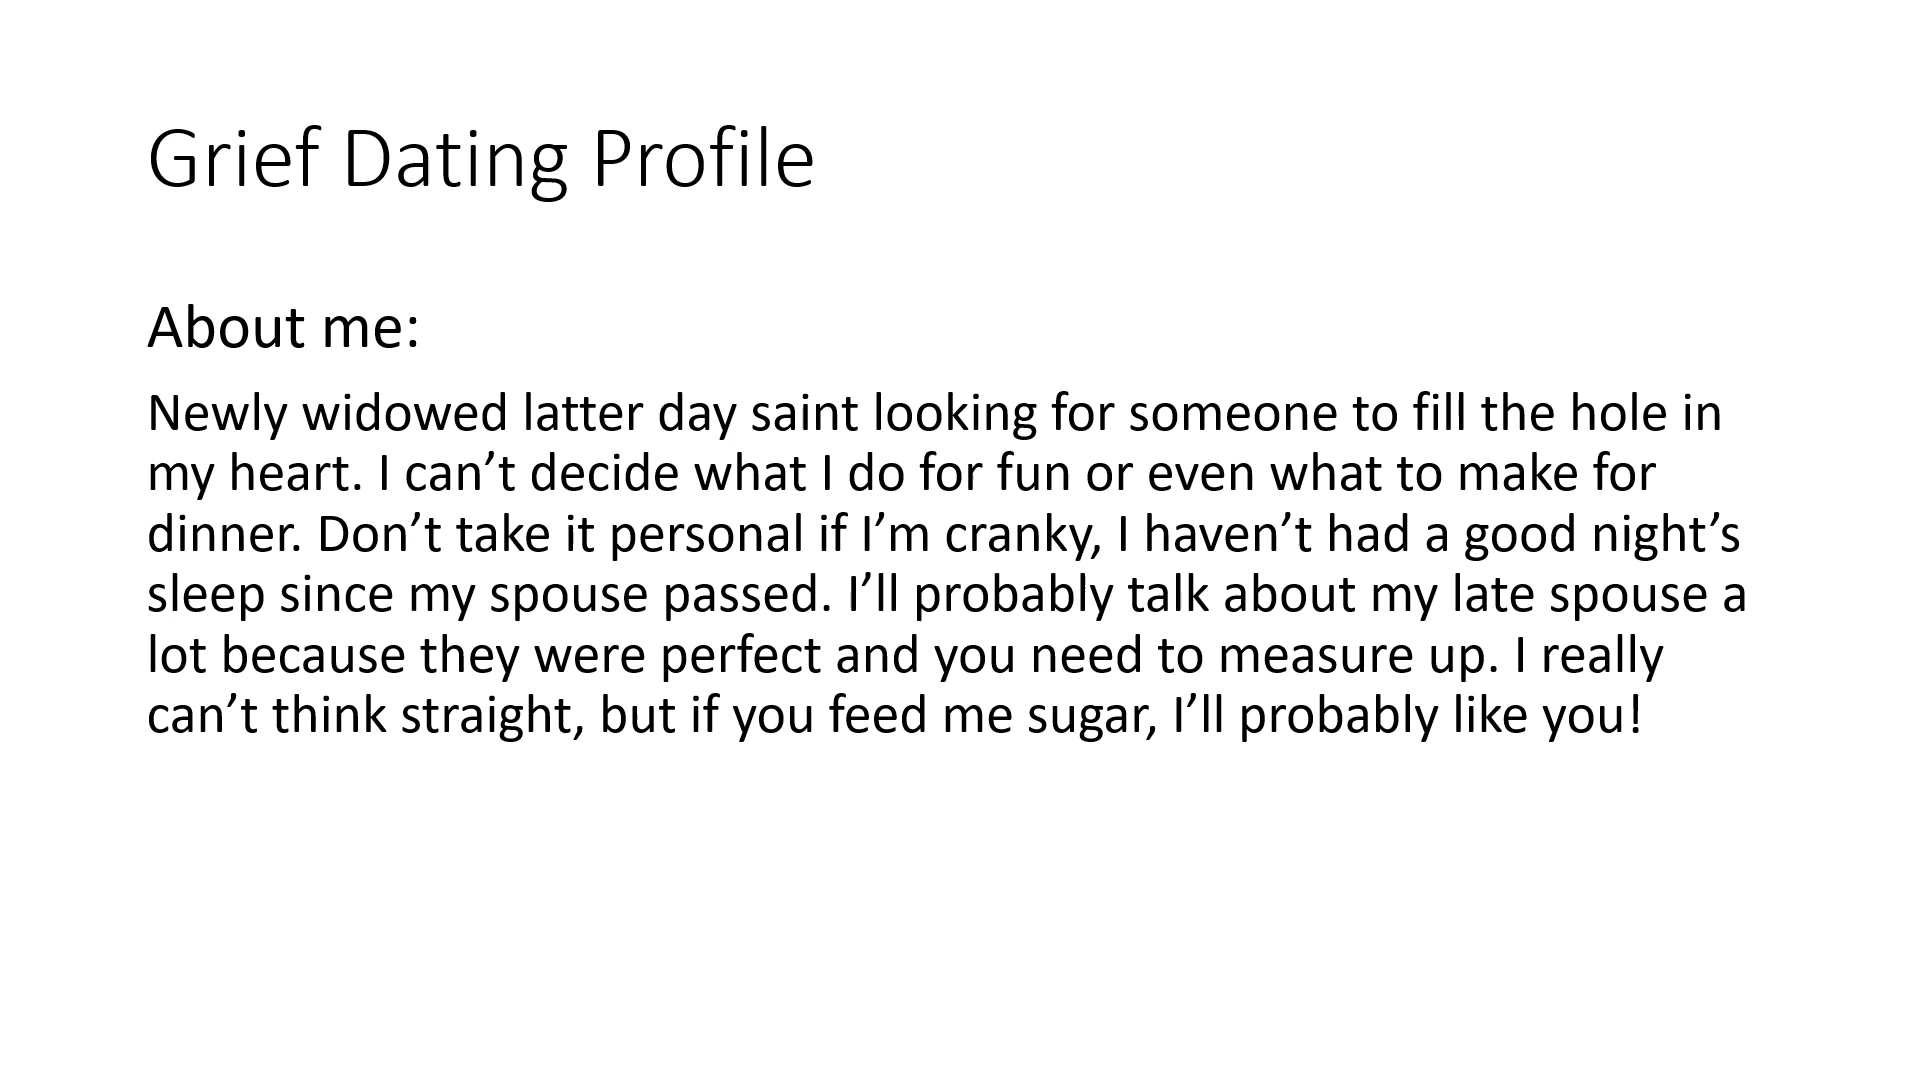 Grief Dating Profile
About me:
Newly widowed latter day saint looking for someone to fill the hole in
my heart. I can’t decide what I do for fun or even what to make for
dinner. Don’t take it personal if I’m cranky, I haven’t had a good night’s
sleep since my spouse passed. I’ll probably talk about my late spouse a
lot because they were perfect and you need to measure up. I really
can’t think straight, but if you feed me sugar, I’ll probably like you!